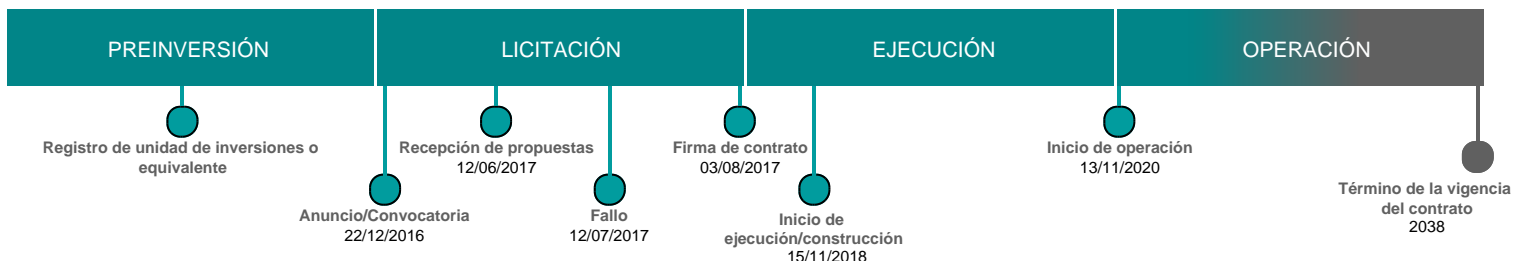 PREINVERSIÓN
LICITACIÓN
EJECUCIÓN
OPERACIÓN
Registro de unidad de inversiones o
equivalente
Anuncio/Convocatoria
22/12/2016
Recepción de propuestas
12/06/2017
Fallo
12/07/2017
Firma de contrato
03/08/2017
Inicio de
ejecución/construcción
15/11/2018
Inicio de operación
13/11/2020
Término de la vigencia
del contrato
2038